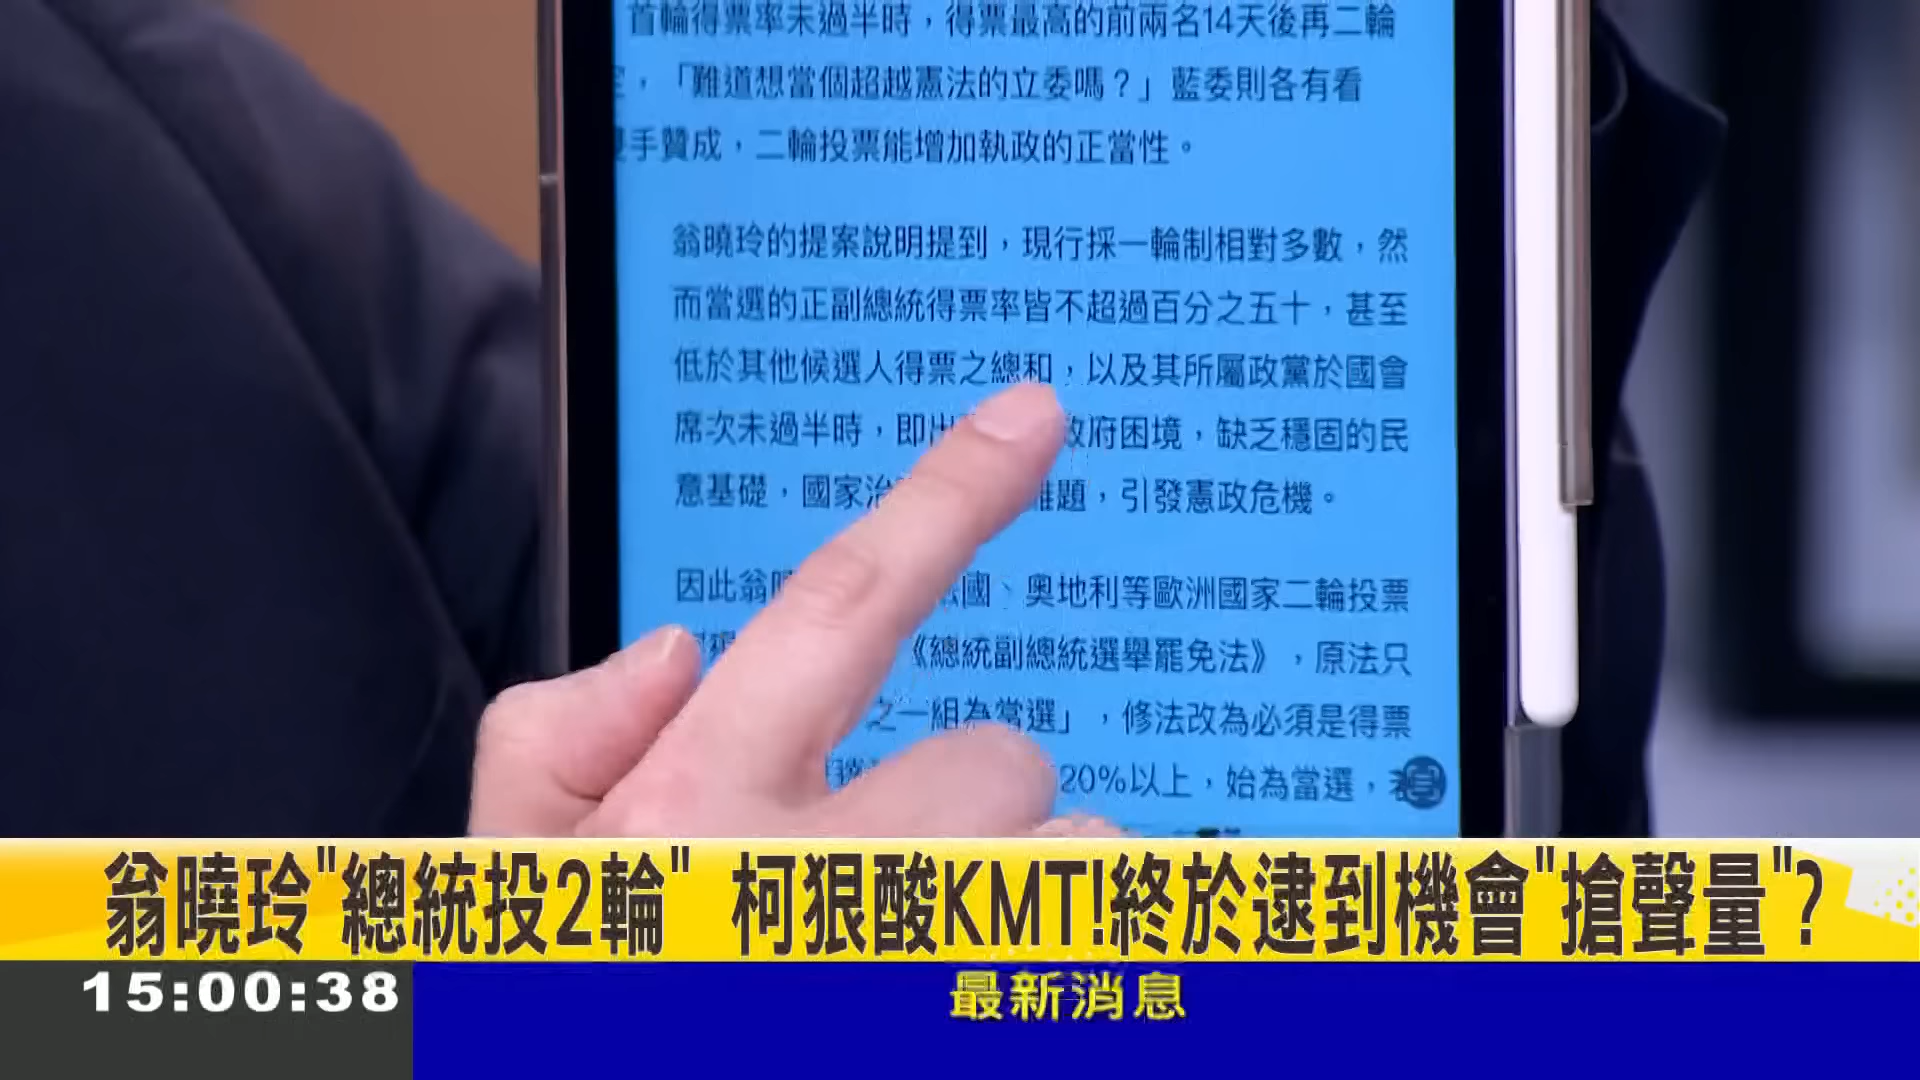 首輪得票率未過半時，得票最高的前兩名14天後再二輪
，「難道想當個超越憲法的立委嗎？」藍委則各有看
手贊成，二輪投票能增加執政的正當性。
翁曉玲的提案說明提到，現行採一輪制相對多數，然
而當選的正副總統得票率皆不超過百分之五十，甚至
低於其他候選人得票之總和，以及其所屬政黨於國會
席次未過半時，即出 政府困境，缺乏穩固的民
意基礎，國家治 難題，引發憲政危機。
因此翁 國、奧地利等歐洲國家二輪投票
《總統副總統選舉罷免法》，原法只
之一組為當選」，修法改為必須是得票
20%以上，始為當選，
翁曉玲"總統投2輪" 柯狠酸KMT!終於逮到機會"搶聲量"?
15:00:38
最新消息